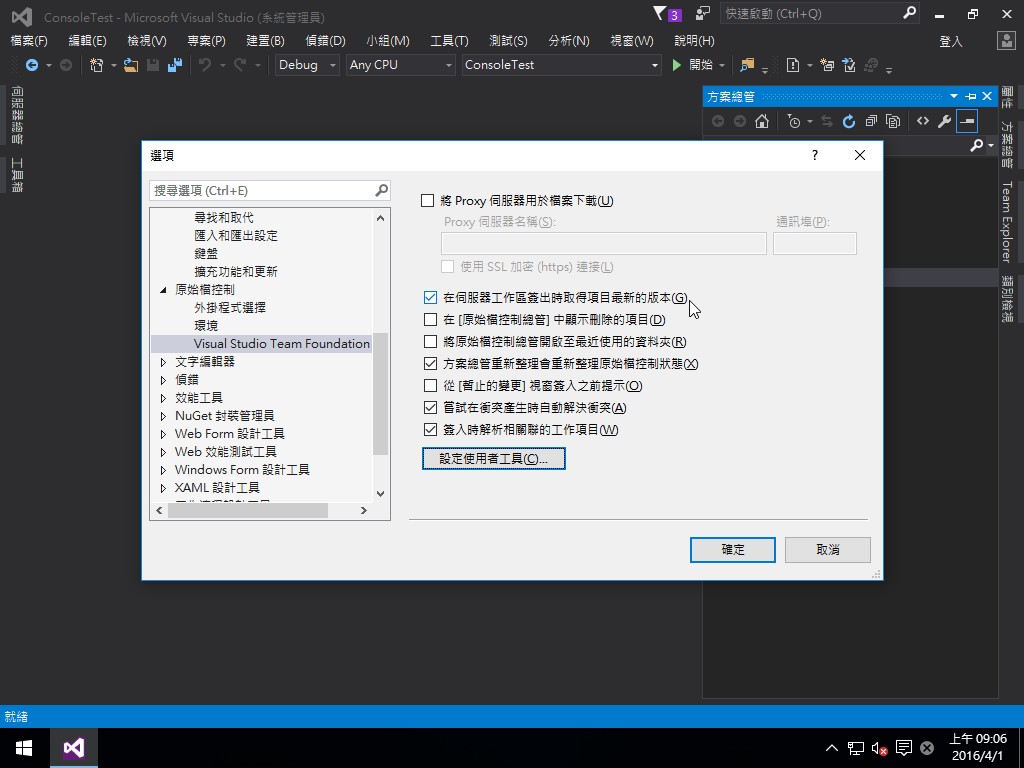 ConsoleTest - Microsoft Visual Studio (系統管理員)
3
快速啟動 (Ctrl+Q)
檔案(F) 編輯(E) 檢視(V) 專案(P) 建置(B) 偵錯(D) 小組(M) 工具(T) 測試(S) 分析(N) 視窗(W) 說明(H) 登入
Debug Any CPU ConsoleTest 開始
伺服器總管
工具箱
方案總管
屬性
方案總管
Team Explorer
類別檢視
選項
?
搜尋選項 (Ctrl+E)
尋找和取代
匯入和匯出設定
鍵盤
擴充功能和更新
原始檔控制
外掛程式選擇
環境
Visual Studio Team Foundation
文字編輯器
偵錯
效能工具
NuGet 封裝管理員
Web Form 設計工具
Web 效能測試工具
Windows Form 設計工具
XAML 設計工具
將 Proxy 伺服器用於檔案下載(U)
Proxy 伺服器名稱(S): 通訊埠(P):
使用 SSL 加密 (https) 連接(L)
在伺服器工作區簽出時取得項目最新的版本(G)
在 [原始檔控制總管] 中顯示刪除的項目(D)
將原始檔控制總管開啟至最近使用的資料夾(R)
方案總管重新整理會重新整理原始檔控制狀態(X)
從 [暫止的變更] 視窗簽入之前提示(O)
嘗試在衝突產生時自動解決衝突(A)
簽入時解析相關聯的工作項目(W)
設定使用者工具(C)...
確定 取消
就緒
上午 09:06
2016/4/1